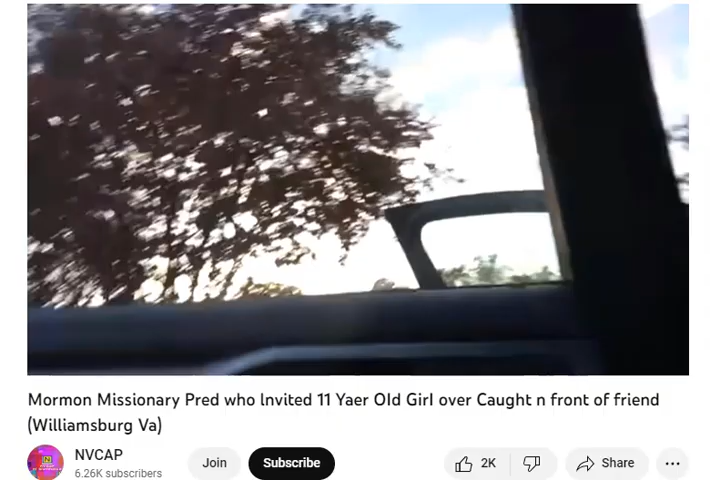 Mormon Missionary Pred who Invited 11 Yaer Old Girl over Caught n front of friend
(Williamsburg Va)
NVCAP
6.26K subscribers
Join
Subscribe
2K
Share